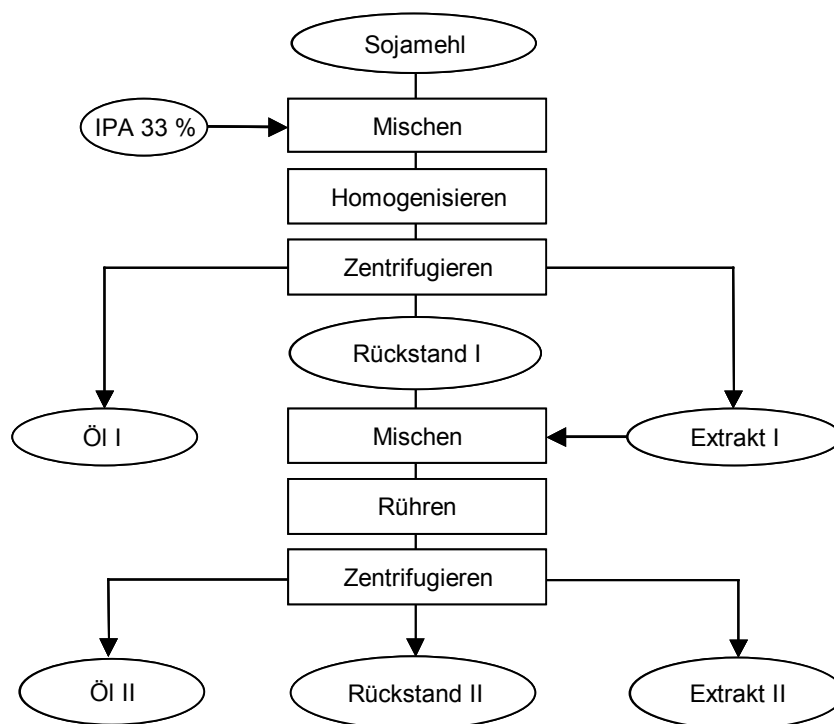 Sojamehl
IPA 33 %
Mischen
Homogenisieren
Zentrifugieren
Rückstand I
Öl I
Mischen
Extrakt I
Rühren
Zentrifugieren
Öl II
Rückstand II
Extrakt II